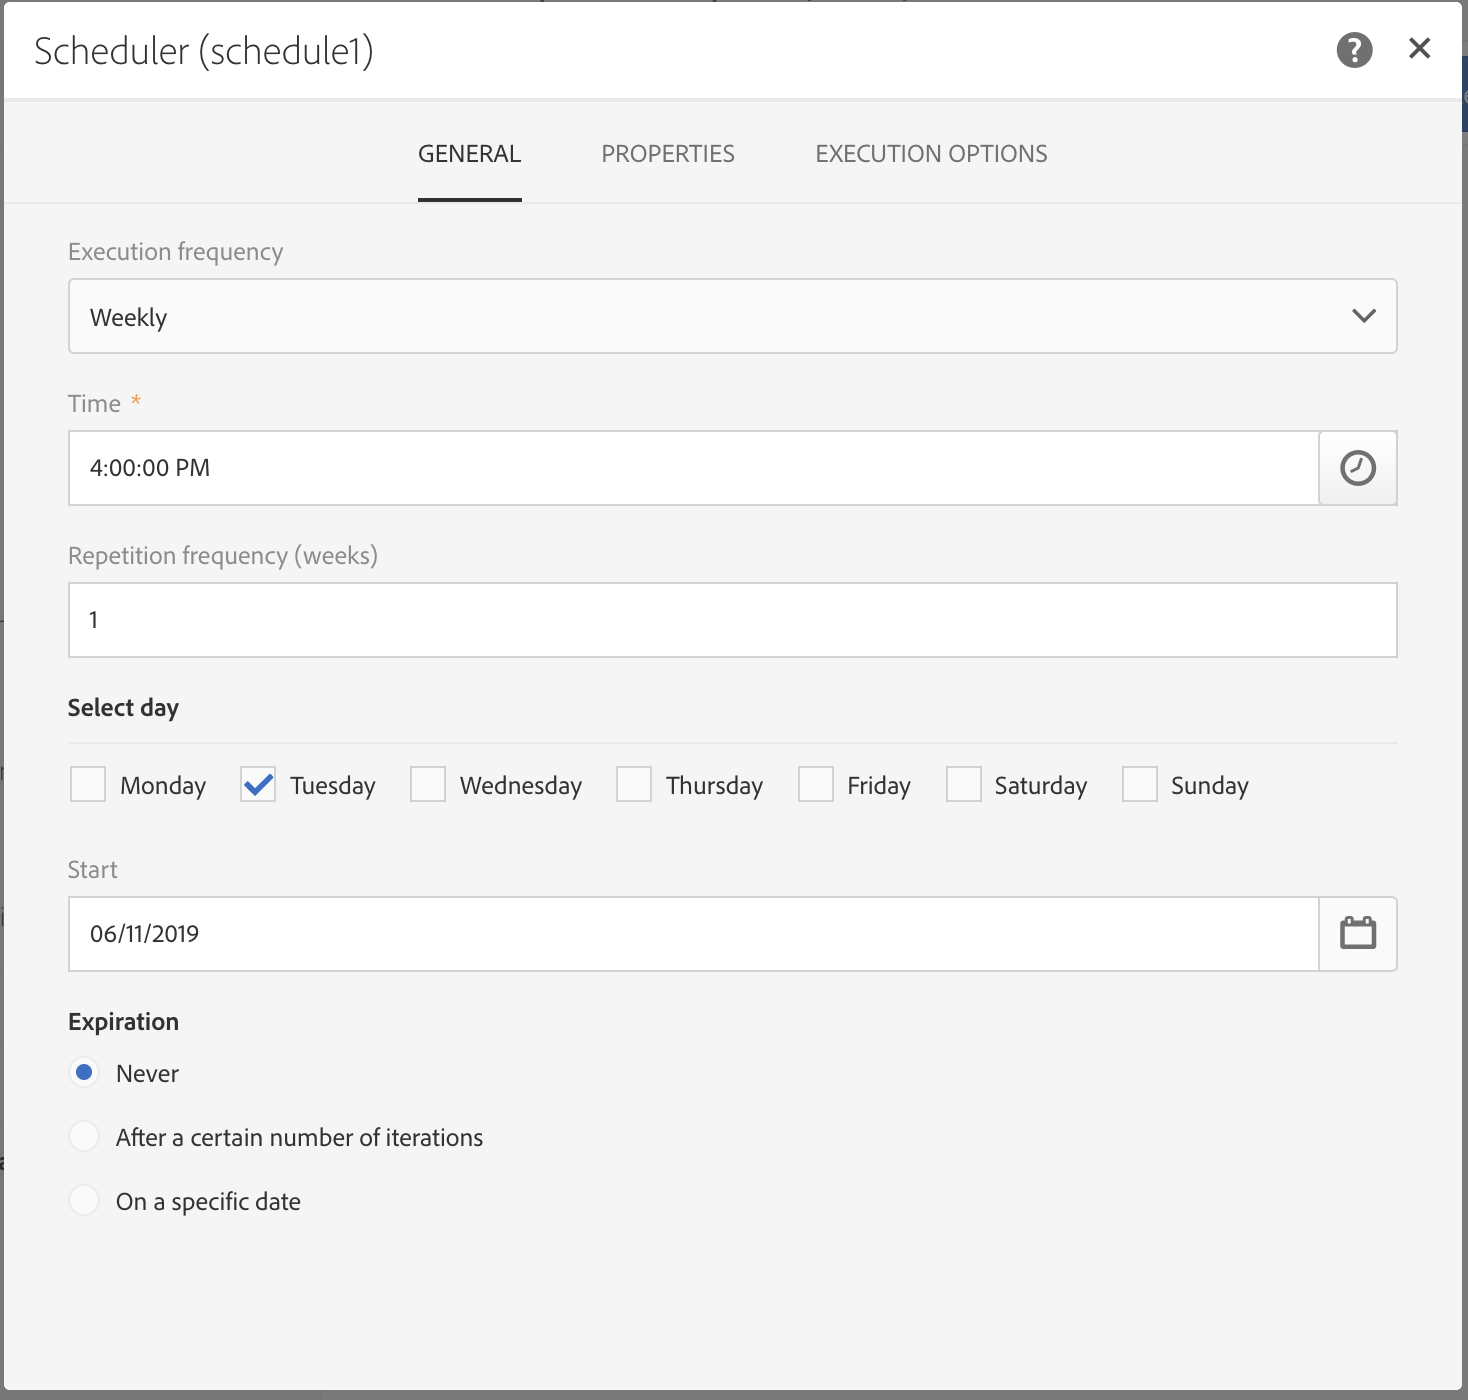 Scheduler (schedule1)
GENERAL PROPERTIES EXECUTION OPTIONS
Execution frequency
Weekly
Time *
4:00:00 PM
Repetition frequency (weeks)
1
Select day
Monday Tuesday Wednesday Thursday Friday Saturday Sunday
Start
06/11/2019
Expiration
Never
After a certain number of iterations
On a specific date